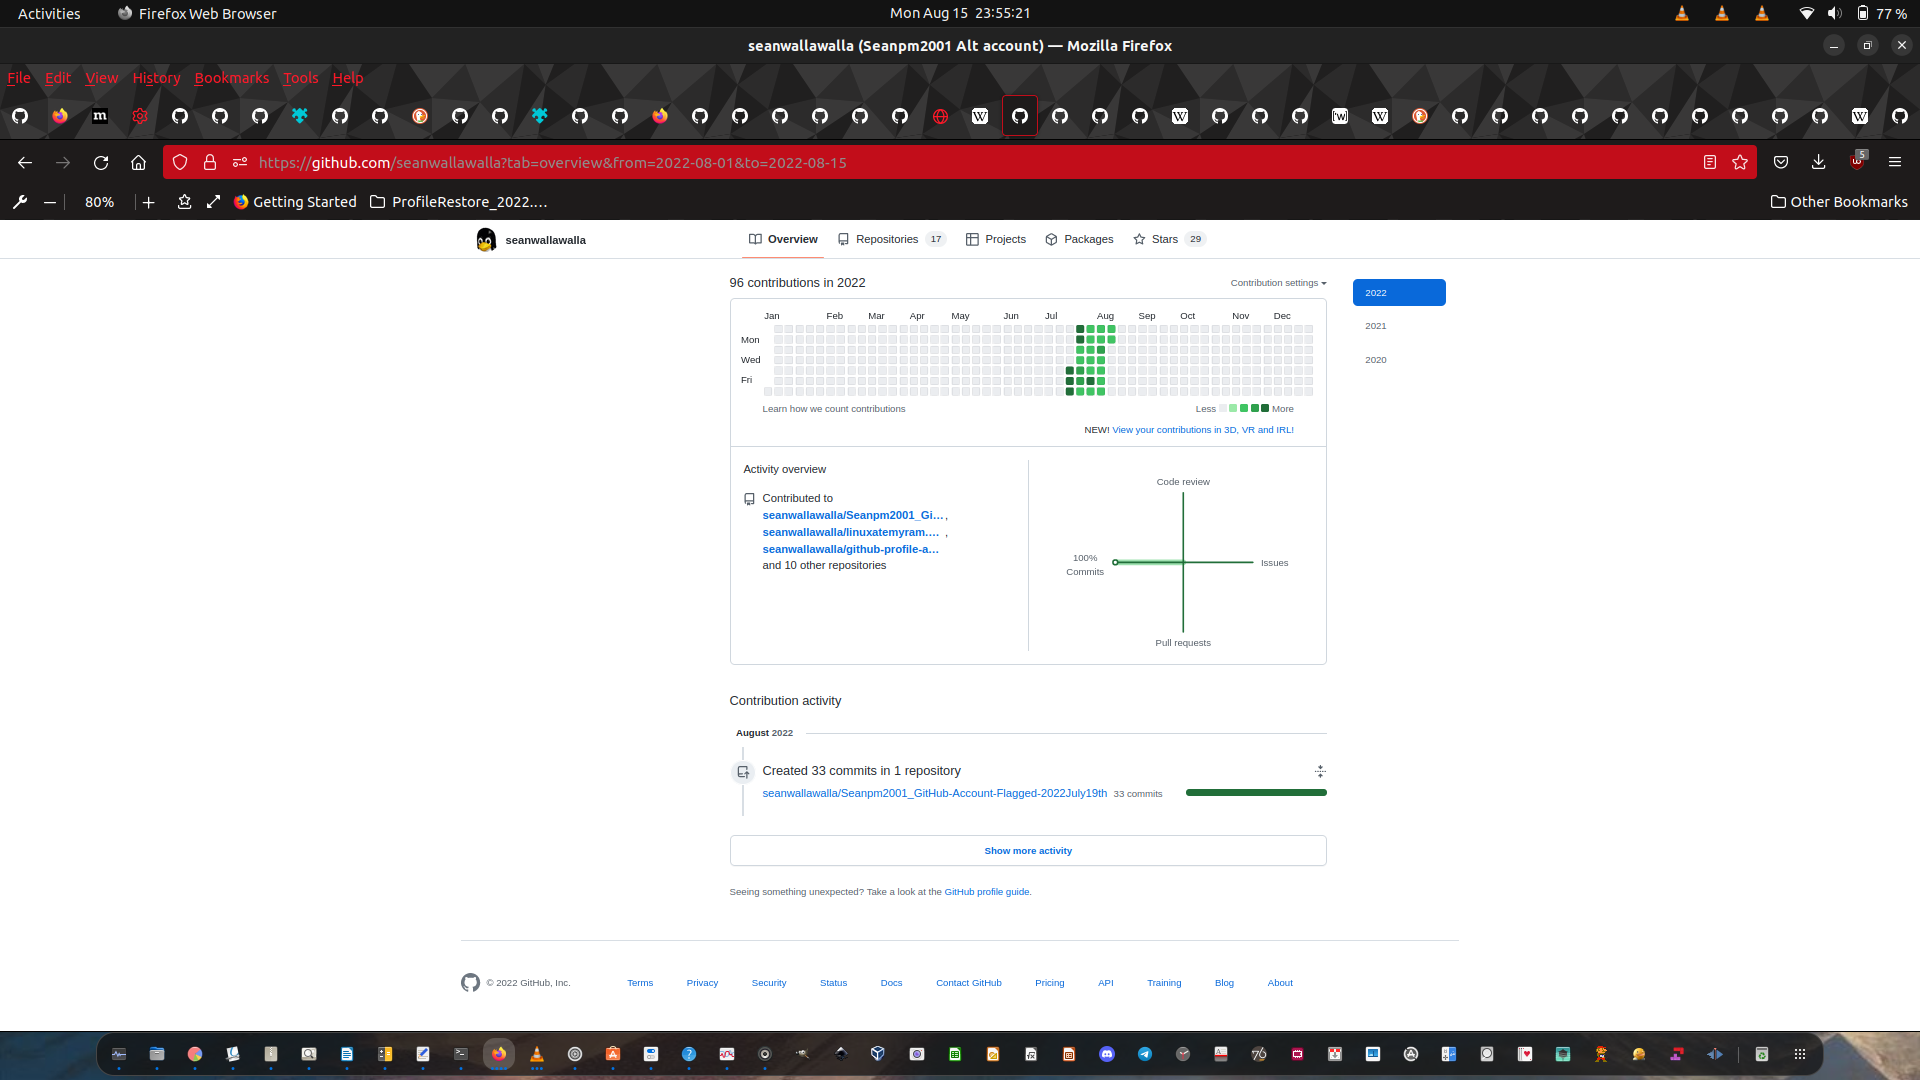 Activities Firefox Web Browser Mon Aug 15 23:55:21 77 %
seanwallawalla (Seanpm2001 Alt account) — Mozilla Firefox
File Edit View History Bookmarks Tools Help
https://github.com/seanwallawalla?tab=overview&from=2022-08-01&to=2022-08-15 5
80% Getting Started ProfileRestore_2022.… Other Bookmarks
seanwallawalla Overview Repositories 17 Projects Packages Stars 29
96 contributions in 2022 Contribution settings
2022
2021
2020
Jan Feb Mar Apr May Jun Jul Aug Sep Oct Nov Dec
Mon
Wed
Fri
Learn how we count contributions Less More
NEW! View your contributions in 3D, VR and IRL!
Activity overview
Contributed to
seanwallawalla/Seanpm2001_Gi… ,
seanwallawalla/linuxatemyram.… ,
seanwallawalla/github-profile-a…
and 10 other repositories
Code review
100%
Commits
Issues
Pull requests
Contribution activity
August 2022
Created 33 commits in 1 repository
seanwallawalla/Seanpm2001_GitHub-Account-Flagged-2022July19th 33 commits
Show more activity
Seeing something unexpected? Take a look at the GitHub profile guide.
© 2022 GitHub, Inc. Terms Privacy Security Status Docs Contact GitHub Pricing API Training Blog About